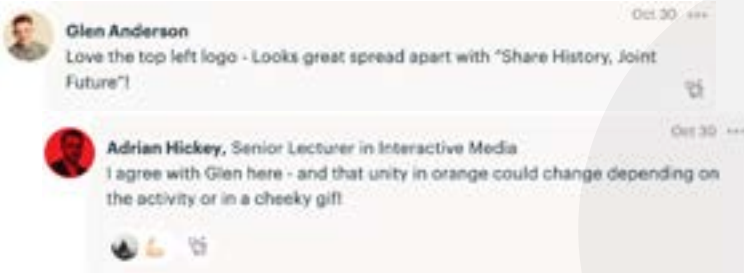 Oct 30
Glen Anderson
Love the top left logo - Looks great spread apart with "Share History, Joint
Future"!
Oct 30
Adrian Hickey, Senior Lecturer in Interactive Media
I agree with Glen here - and that unity in orange could change depending on
the activity or in a cheeky gif!